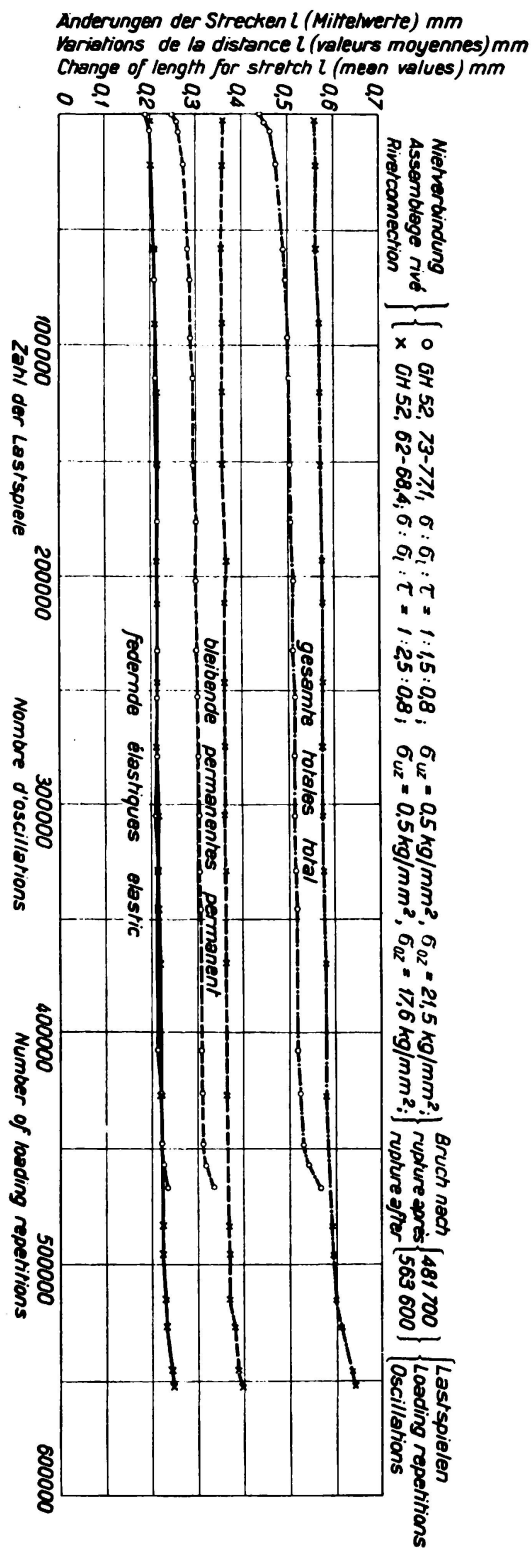 Änderungen der Strecken l (Mittelwerte) mm
Variations de la distance l (valeurs moyennes) mm
Change of length for stretch l (mean values) mm
0,7
0,6
0,5
0,4
0,3
0,2
0,1
0
Nietverbindung
Assemblage rivé
Rivetconnection
o GH 52, 73-77,1, σ : σl : τ = 1 : 1,5 : 0,8 ; σuz = 0,5 kg/mm², σoz = 21,5 kg/mm²;
x GH 52, 62-68,4, σ : σl : τ = 1 : 2,5 : 0,8 ; σuz = 0,5 kg/mm², σoz = 17,6 kg/mm²;
Bruch nach
rupture après
rupture after
481 700
563 600
Lastspielen
Loading repetitions
Oscillations
gesamte totales total
bleibende permanentes permanent
federnde élastiques elastic
100000
200000
300000
400000
500000
600000
Zahl der Lastspiele
Nombre d'oscillations
Number of loading repetitions